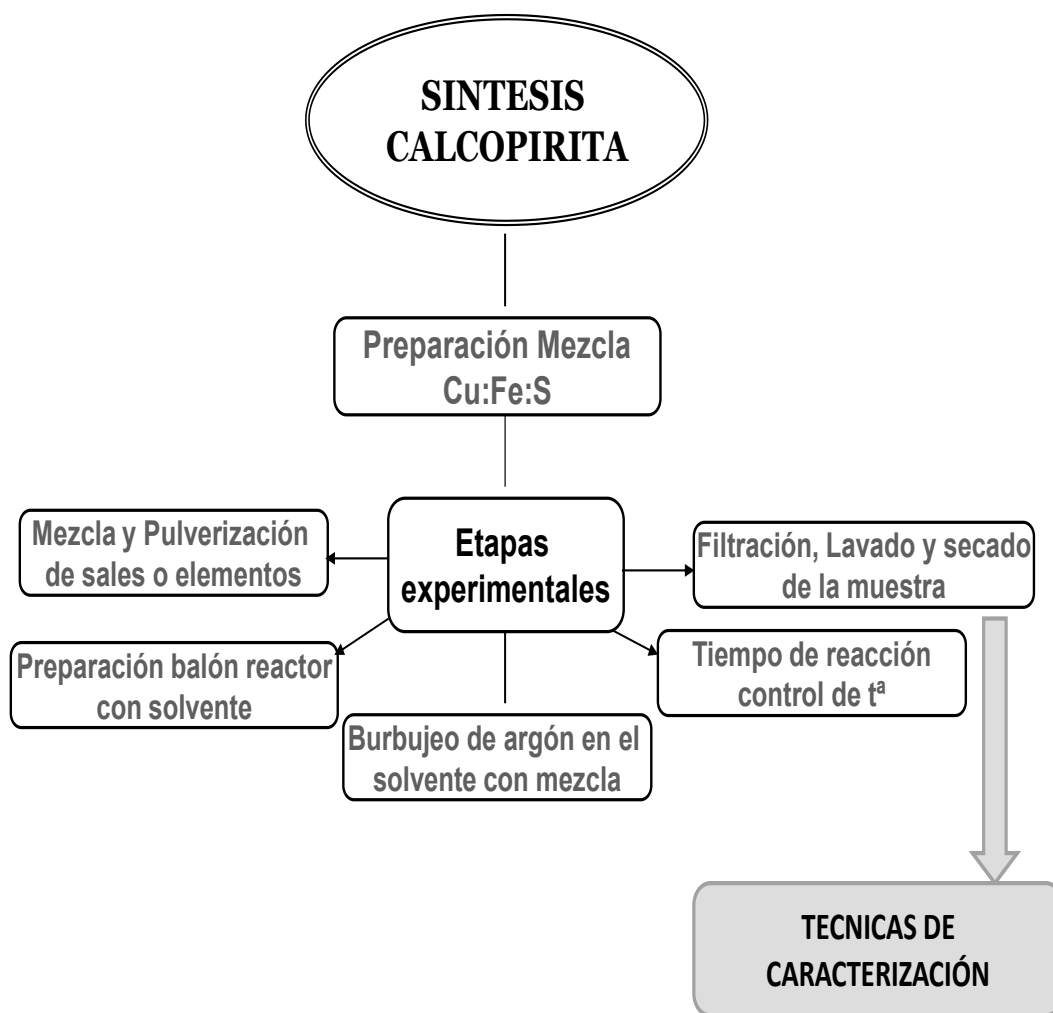 SINTESIS
CALCOPIRITA
Preparación Mezcla
Cu:Fe:S
Etapas
experimentales
Mezcla y Pulverización
de sales o elementos
Preparación balón reactor
con solvente
Burbujeo de argón en el
solvente con mezcla
Tiempo de reacción
control de tª
Filtración, Lavado y secado
de la muestra
TECNICAS DE
CARACTERIZACIÓN